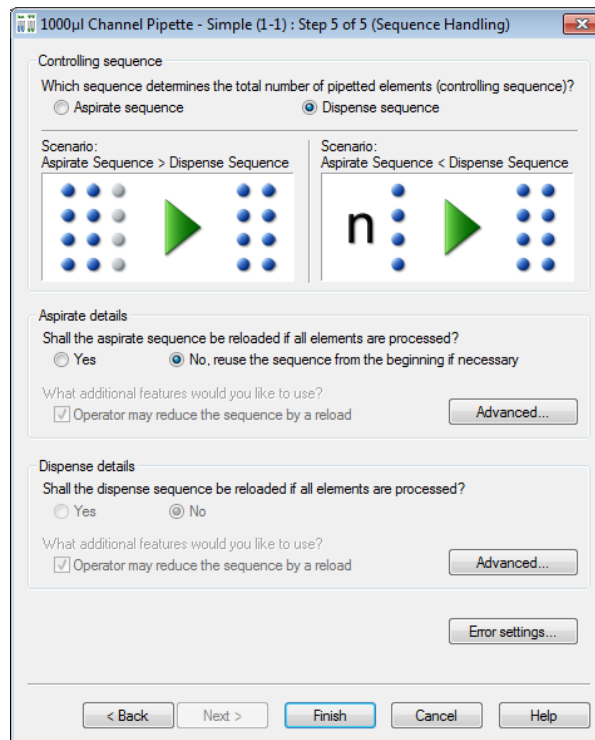 1000µl Channel Pipette - Simple (1-1) : Step 5 of 5 (Sequence Handling)
Controlling sequence
Which sequence determines the total number of pipetted elements (controlling sequence)?
Aspirate sequence Dispense sequence
Scenario:
Aspirate Sequence > Dispense Sequence
Scenario:
Aspirate Sequence < Dispense Sequence
n
Aspirate details
Shall the aspirate sequence be reloaded if all elements are processed?
Yes No, reuse the sequence from the beginning if necessary
What additional features would you like to use?
Operator may reduce the sequence by a reload
Advanced...
Dispense details
Shall the dispense sequence be reloaded if all elements are processed?
Yes No
What additional features would you like to use?
Operator may reduce the sequence by a reload
Advanced...
Error settings...
< Back Next > Finish Cancel Help